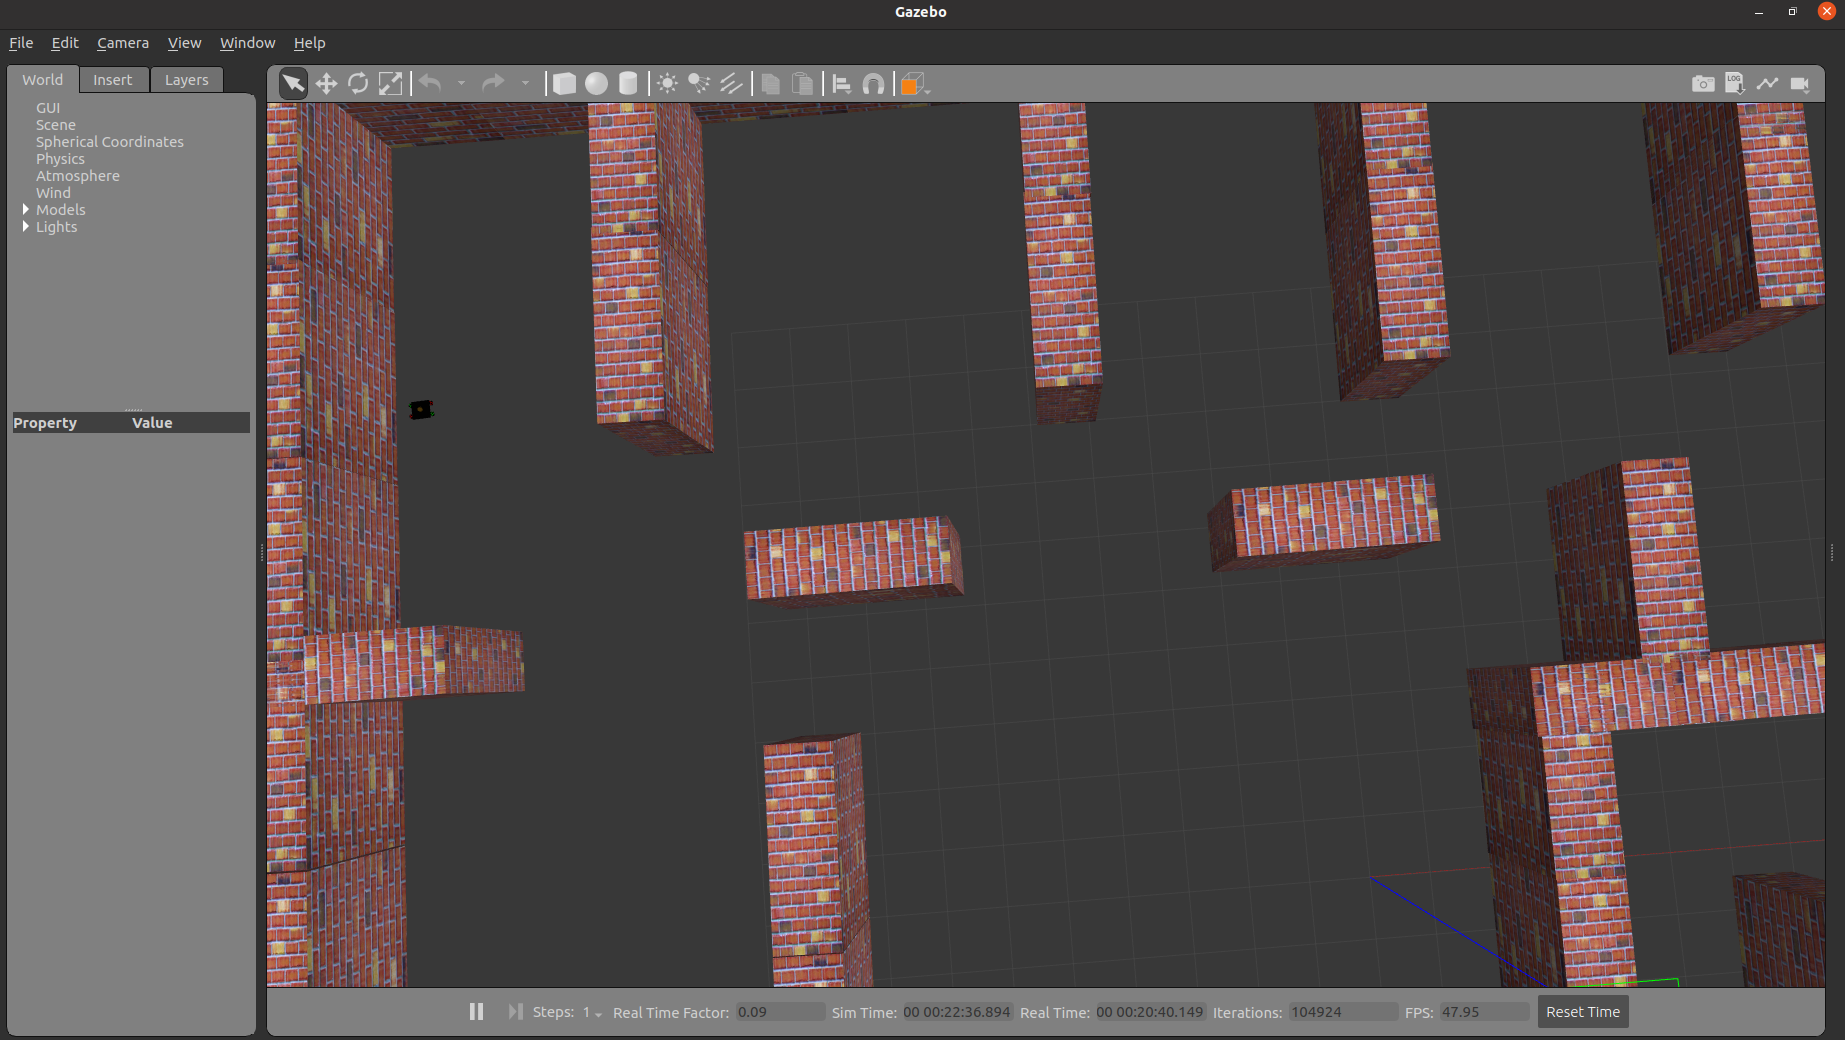 Gazebo
File Edit Camera View Window Help
World Insert Layers
LOG
GUI
Scene
Spherical Coordinates
Physics
Atmosphere
Wind
Models
Lights
Property Value
Steps: 1 Real Time Factor: 0.09 Sim Time: 00 00:22:36.894 Real Time: 00 00:20:40.149 Iterations: 104924 FPS: 47.95 Reset Time